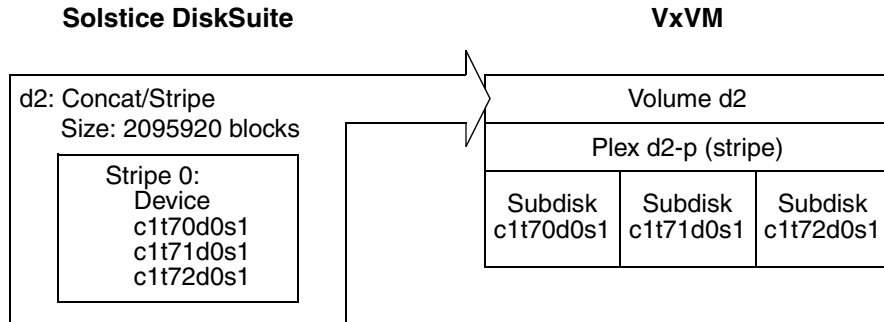 Solstice DiskSuite
VxVM
d2: Concat/Stripe
Size: 2095920 blocks
Stripe 0:
Device
c1t70d0s1
c1t71d0s1
c1t72d0s1
Volume d2
Plex d2-p (stripe)
Subdisk
c1t70d0s1
Subdisk
c1t71d0s1
Subdisk
c1t72d0s1